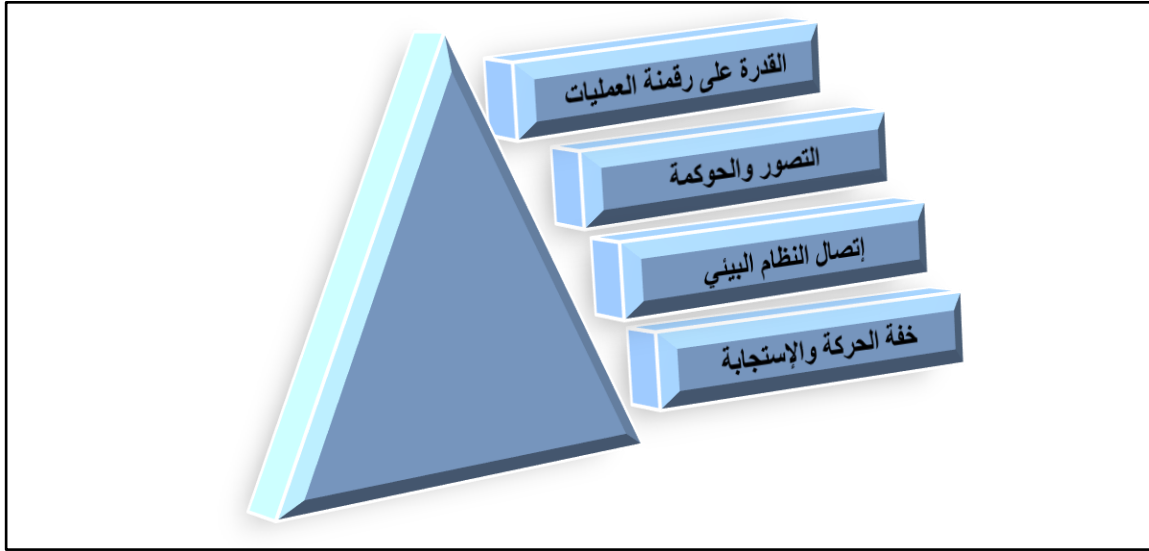 القدرة على رقمنة العمليات
التصور والحوكمة
إتصال النظام البيئي
خفة الحركة والإستجابة